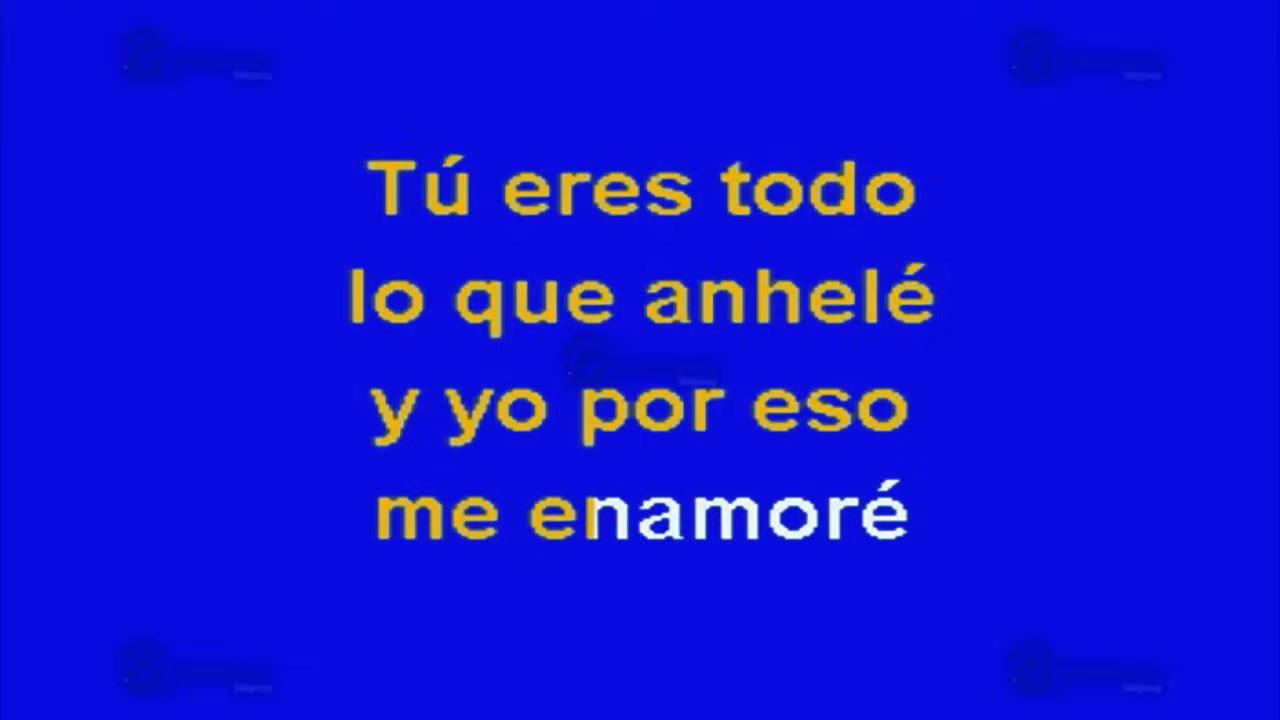 Tú eres todo
lo que anhelé
y yo por eso
me enamoré